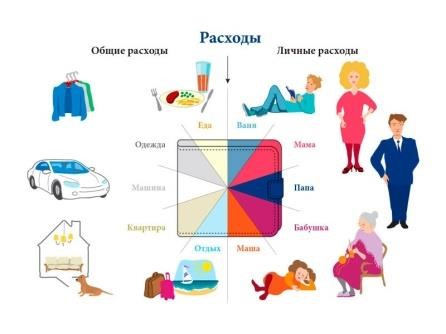 Расходы
Общие расходы
Личные расходы
Еда
Ваня
Одежда
Мама
Машина
Папа
Квартира
Бабушка
Отдых
Маша